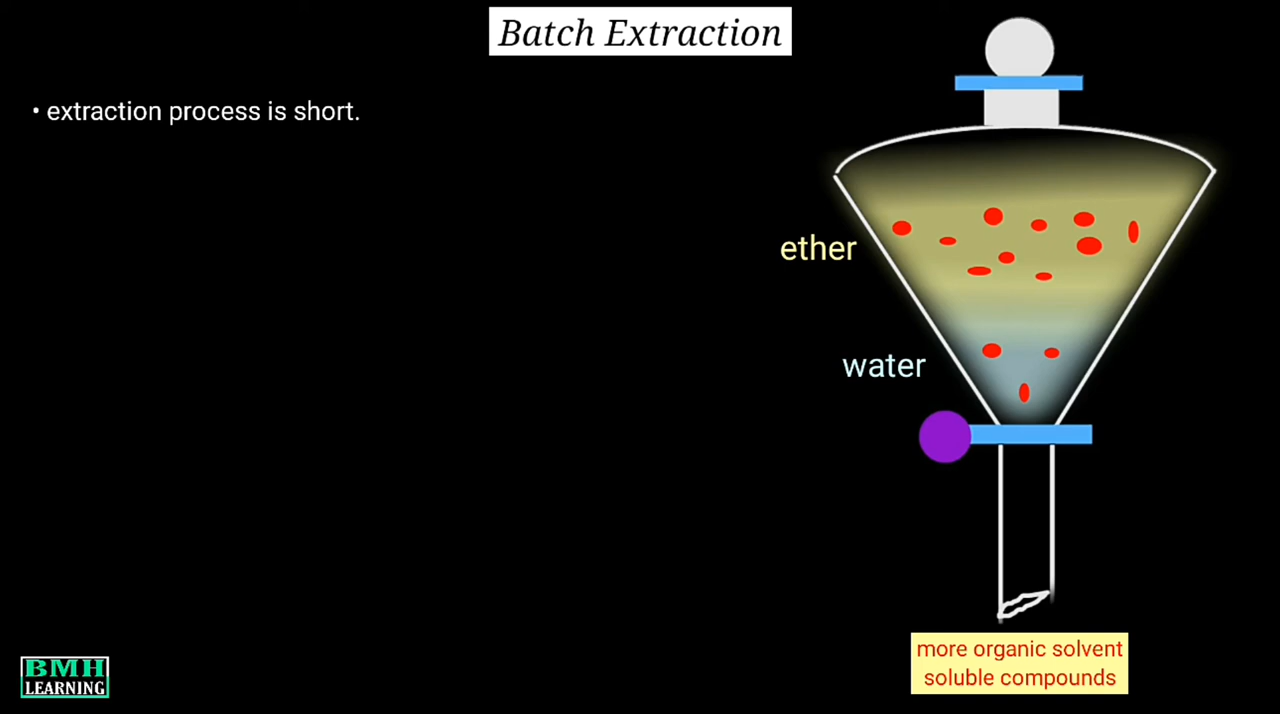 Batch Extraction
• extraction process is short.
ether
water
more organic solvent
soluble compounds
BMH
LEARNING